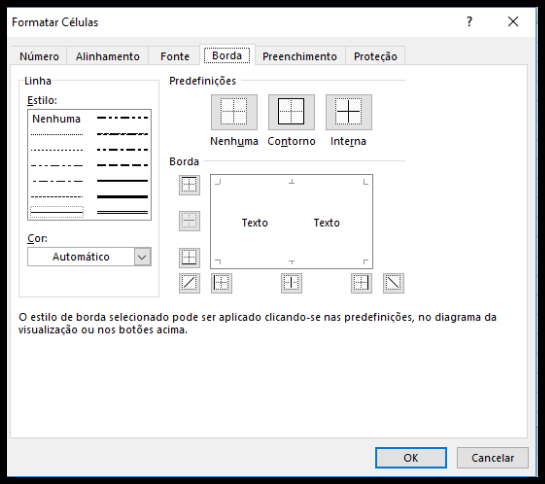 Formatar Células
?
Número Alinhamento Fonte Borda Preenchimento Proteção
Linha
Estilo:
Nenhuma
Cor:
Automático
Predefinições
Nenhuma Contorno Interna
Borda
Texto Texto
O estilo de borda selecionado pode ser aplicado clicando-se nas predefinições, no diagrama da
visualização ou nos botões acima.
OK Cancelar